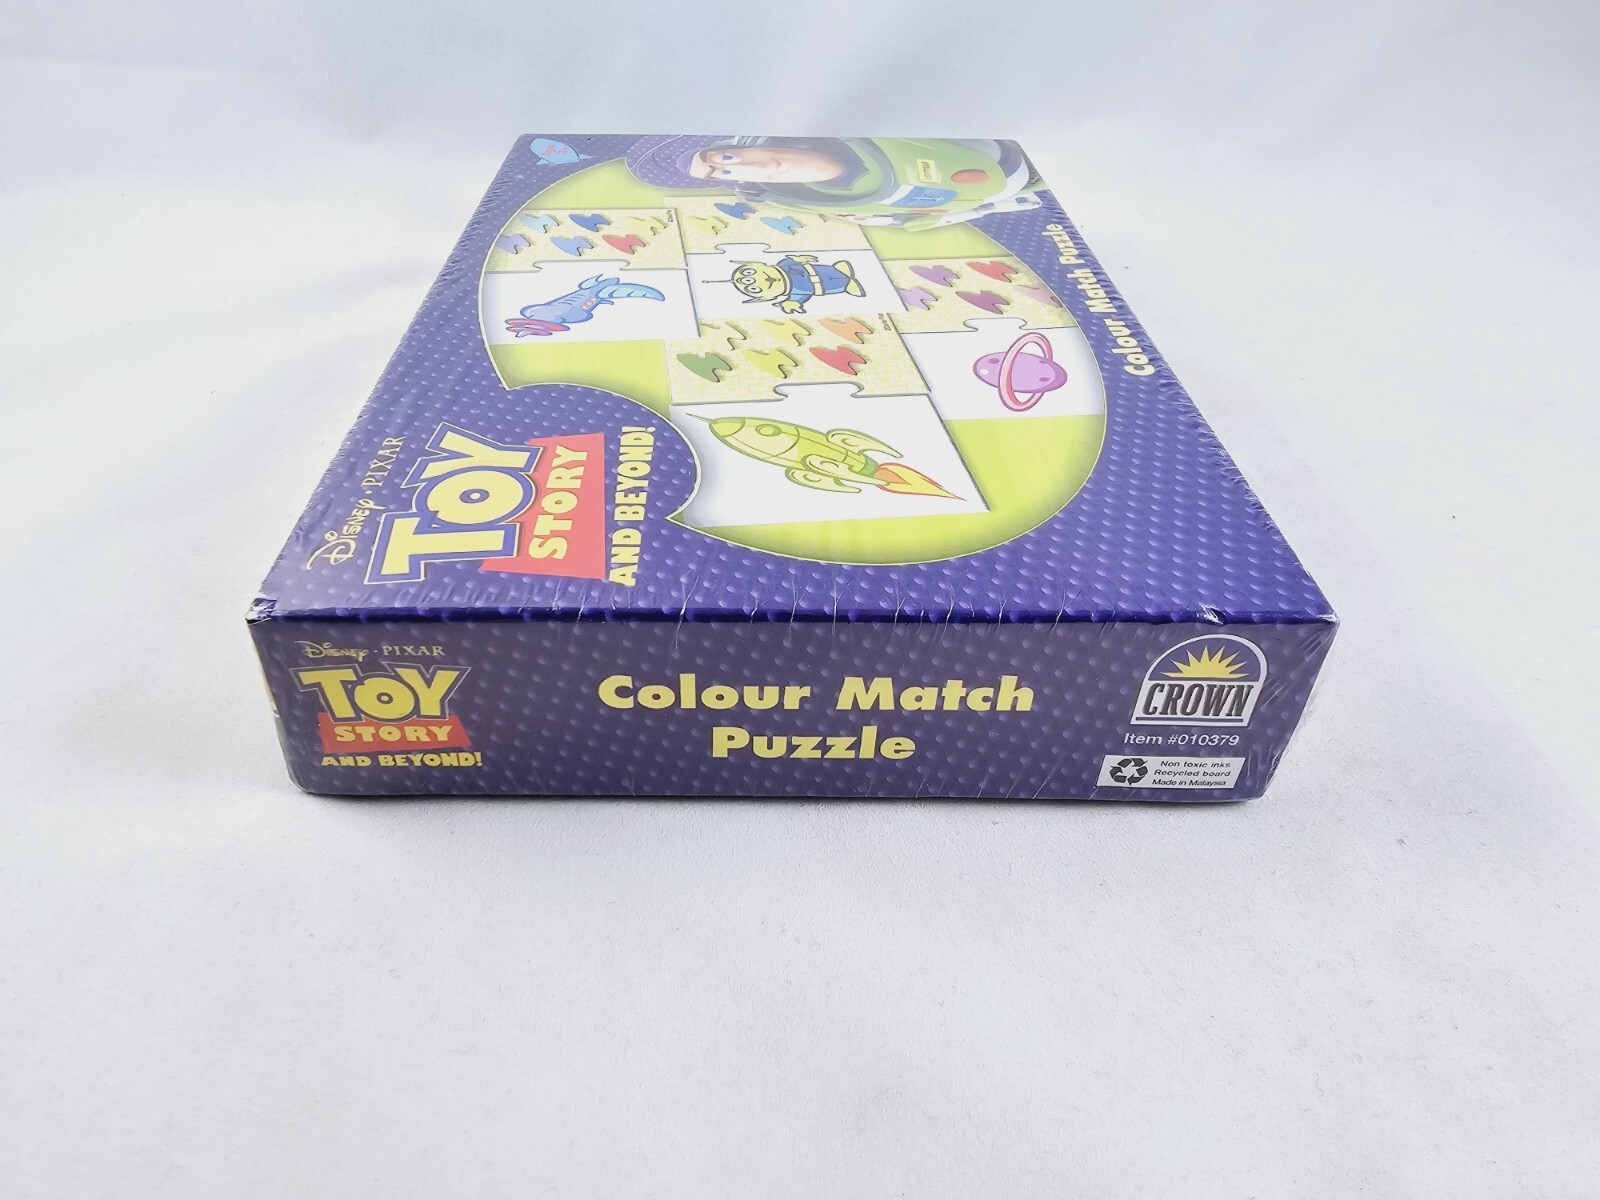 DISNEY · PIXAR
TOY
STORY
AND BEYOND!
Colour Match Puzzle
DISNEY · PIXAR
TOY
STORY
AND BEYOND!
Colour Match
Puzzle
CROWN
Item #010379
Non toxic inks
Recycled board
Made in Malaysia